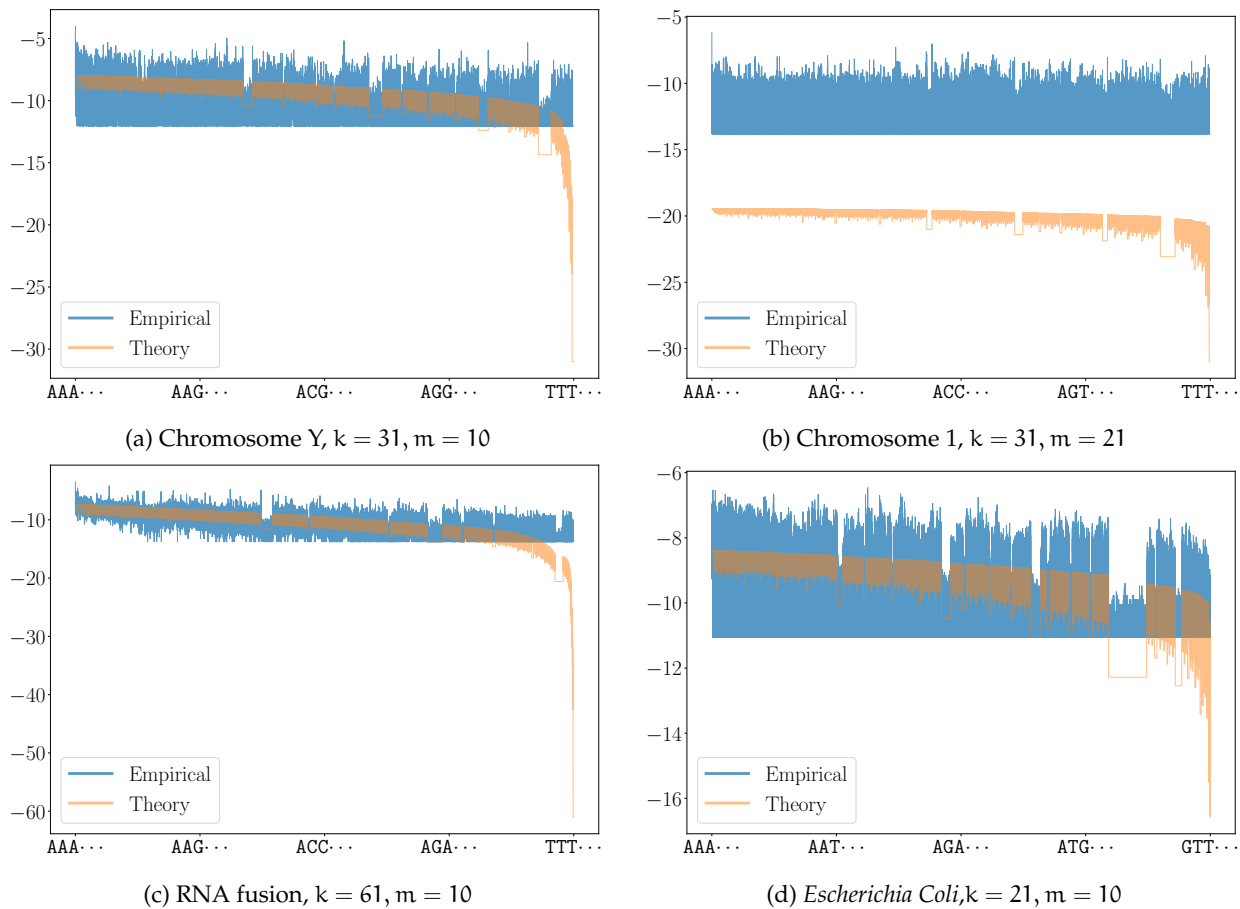 −5
−10
−15
−20
−25
−30
Empirical
Theory
AAA··· AAG··· ACG··· AGG··· TTT···
(a) Chromosome Y, k = 31, m = 10
−5
−10
−15
−20
−25
−30
Empirical
Theory
AAA··· AAG··· ACC··· AGT··· TTT···
(b) Chromosome 1, k = 31, m = 21
−10
−20
−30
−40
−50
−60
Empirical
Theory
AAA··· AAG··· ACC··· AGA··· TTT···
(c) RNA fusion, k = 61, m = 10
−6
−8
−10
−12
−14
−16
Empirical
Theory
AAA··· AAT··· AGA··· ATG··· GTT···
(d) Escherichia Coli,k = 21, m = 10